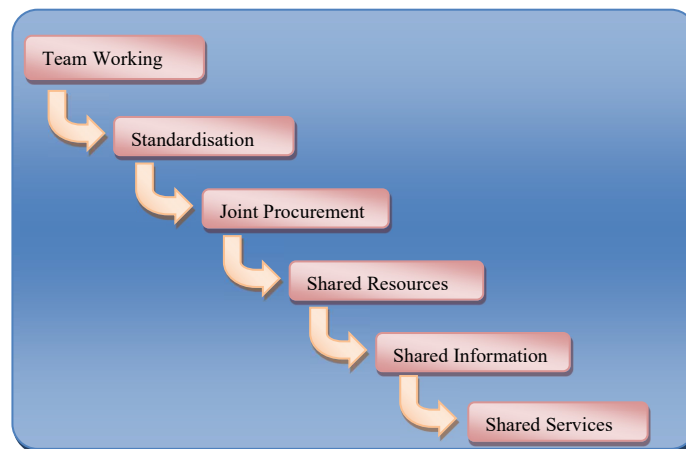 Team Working
Standardisation
Joint Procurement
Shared Resources
Shared Information
Shared Services